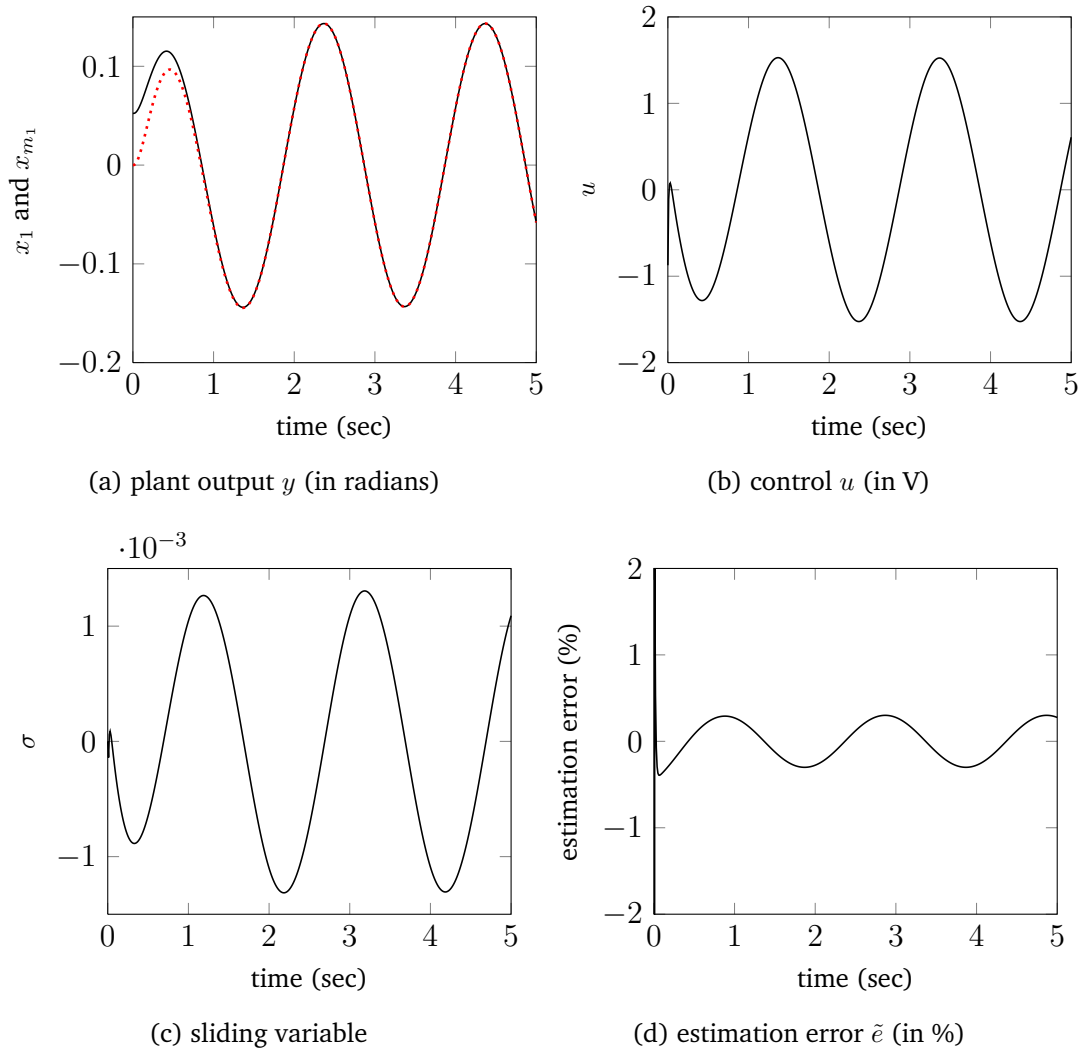 0.1
0
−0.1
−0.2
0 1 2 3 4 5
x₁ and xₘ₁
time (sec)
(a) plant output y (in radians)
2
1
0
−1
−2
0 1 2 3 4 5
u
time (sec)
(b) control u (in V)
·10⁻³
1
0
−1
0 1 2 3 4 5
σ
time (sec)
(c) sliding variable
2
1
0
−1
−2
0 1 2 3 4 5
estimation error (%)
time (sec)
(d) estimation error ẽ (in %)